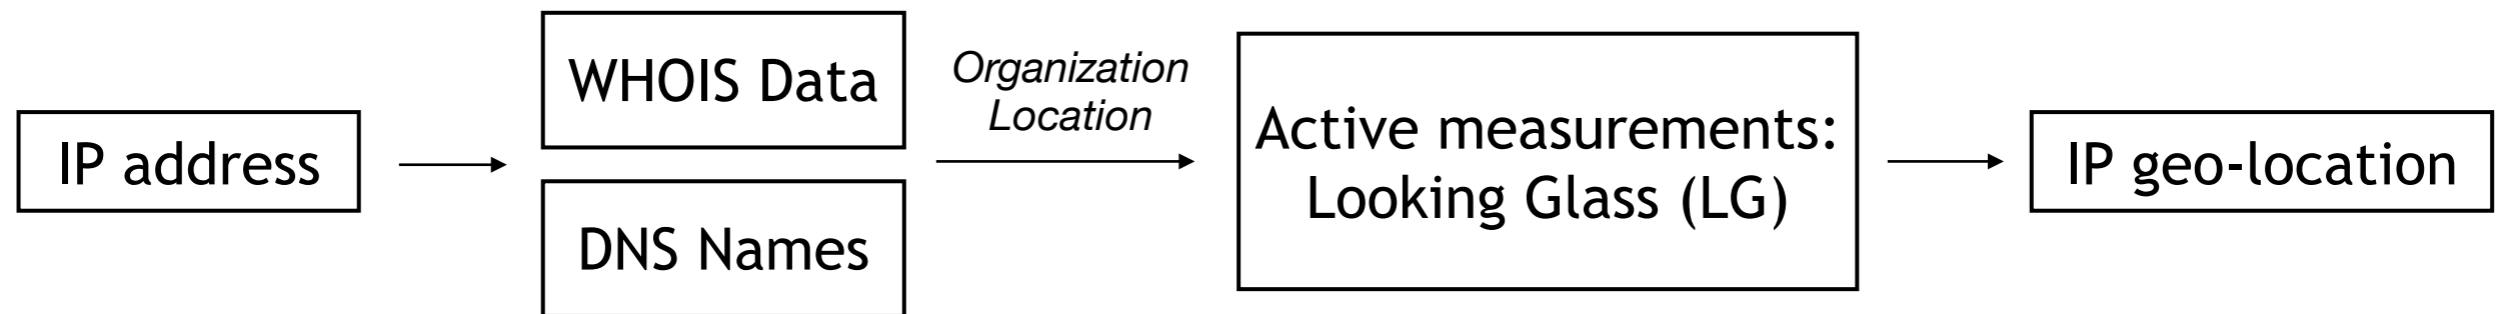 IP address
WHOIS Data
DNS Names
Organization
Location
Active measurements:
Looking Glass (LG)
IP geo-location